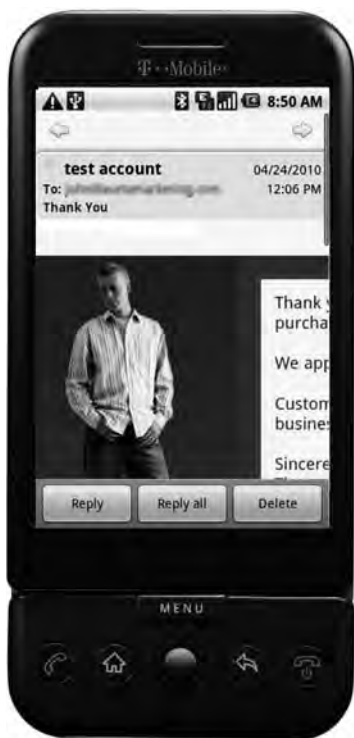 T··Mobile·
8:50 AM
test account 04/24/2010
To: 12:06 PM
Thank You
Thank y
purcha
We app
Custom
busines
Sincere
Reply Reply all Delete
MENU